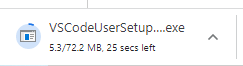 VSCodeUserSetup....exe
5.3/72.2 MB, 25 secs left